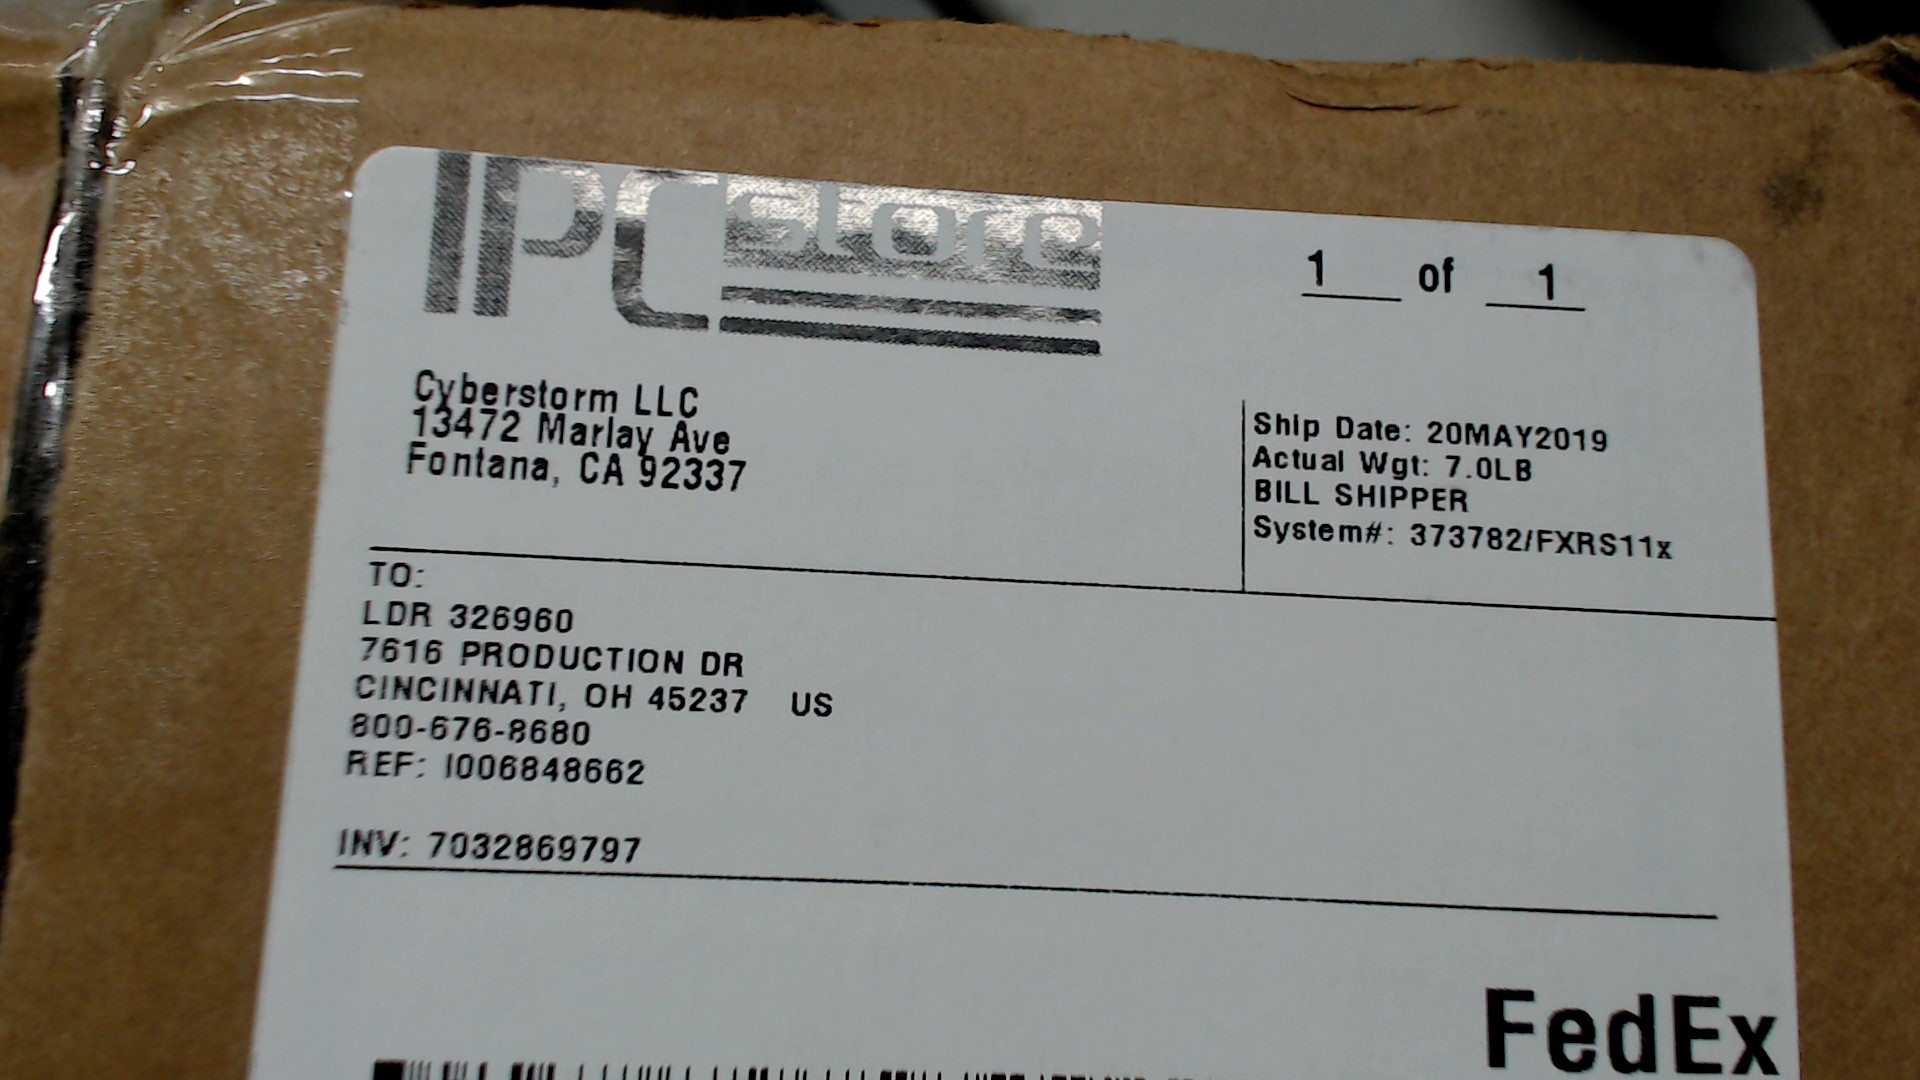 IPC store
1 of 1
Cyberstorm LLC
13472 Marlay Ave
Fontana, CA 92337
Ship Date: 20MAY2019
Actual Wgt: 7.0LB
BILL SHIPPER
System#: 373782/FXRS11x
TO:
LDR 326960
7616 PRODUCTION DR
CINCINNATI, OH 45237 US
800-676-8680
REF: I006848662
INV: 7032869797
FedEx